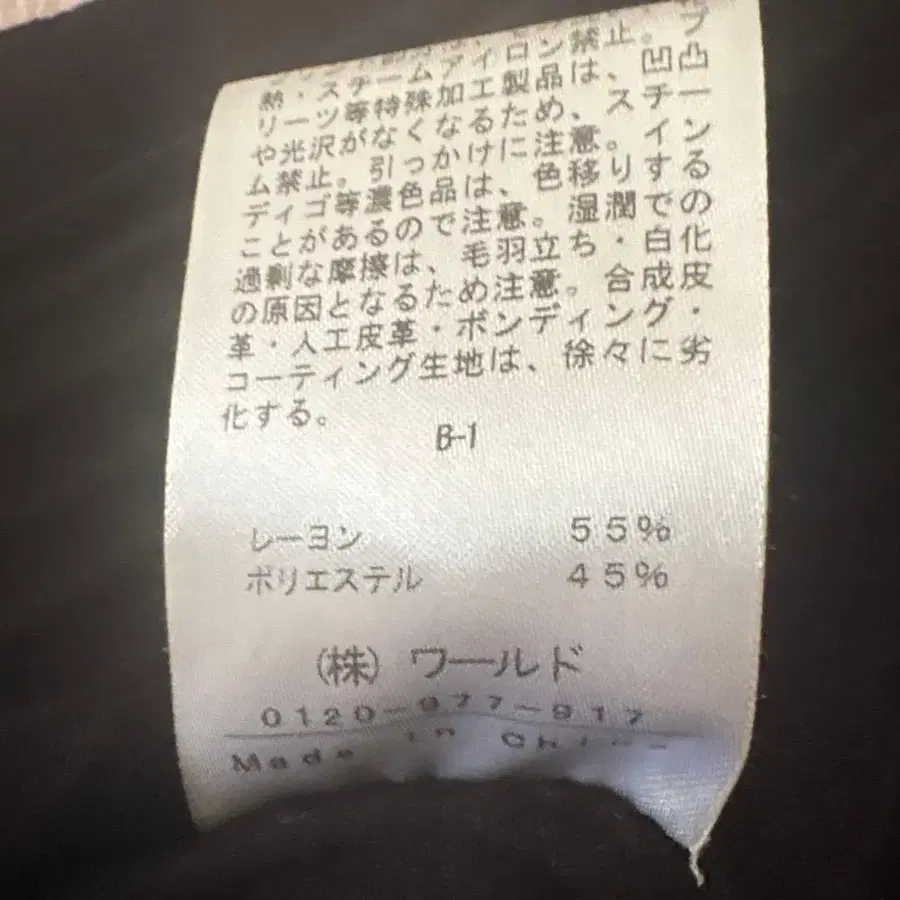 熱・スチームアイロン禁止。プ
リーツ等特殊加工製品は、凹凸
や光沢がなくなるため、スチー
ム禁止。引っかけに注意。イン
ディゴ等濃色品は、色移りする
ことがあるので注意。湿潤での
過剰な摩擦は、毛羽立ち・白化
の原因となるため注意。合成皮
革・人工皮革・ボンディング・
コーティング生地は、徐々に劣
化する。
B-1
レーヨン 55%
ポリエステル 45%
(株) ワールド
0120-977-917
Made in China